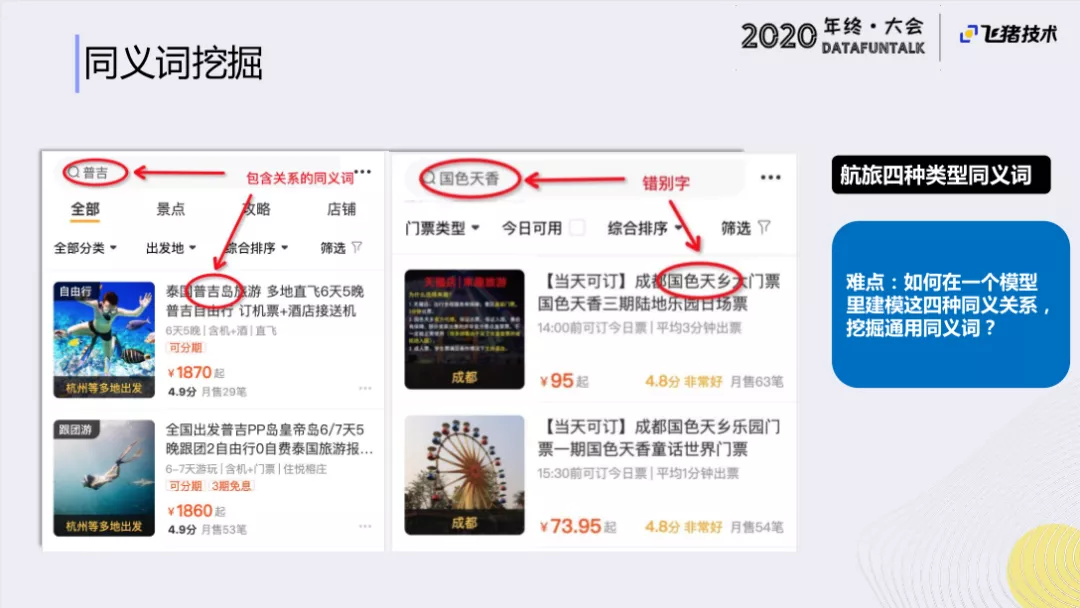 同义词挖掘
2020 年终·大会
DATAFUNTALK
飞猪技术
普吉
包含关系的同义词
全部
景点
攻略
店铺
全部分类
出发地
综合排序
筛选
自由行
杭州等多地出发
泰国普吉岛旅游 多地直飞6天5晚
普吉自由行 订机票+酒店接送机
6天5晚|含机+酒|直飞
可分期
¥1870起
4.9分 月售29笔
跟团游
杭州等多地出发
全国出发普吉PP岛皇帝岛6/7天5
晚跟团2自由行0自费泰国旅游报...
6-7天游玩|含机+门票|住悦榕庄
可分期 3期免息
¥1860起
4.9分 月售53笔
国色天香
错别字
门票类型
今日可用
综合排序
筛选
成都
【当天可订】成都国色天乡大门票
国色天香三期陆地乐园日场票
14:00前可订今日票|平均3分钟出票
¥95起
4.8分 非常好 月售63笔
成都
【当天可订】成都国色天乡乐园门
票一期国色天香童话世界门票
15:30前可订今日票|平均1分钟出票
¥73.95起
4.8分 非常好 月售54笔
航旅四种类型同义词
难点：如何在一个模型
里建模这四种同义关系，
挖掘通用同义词？